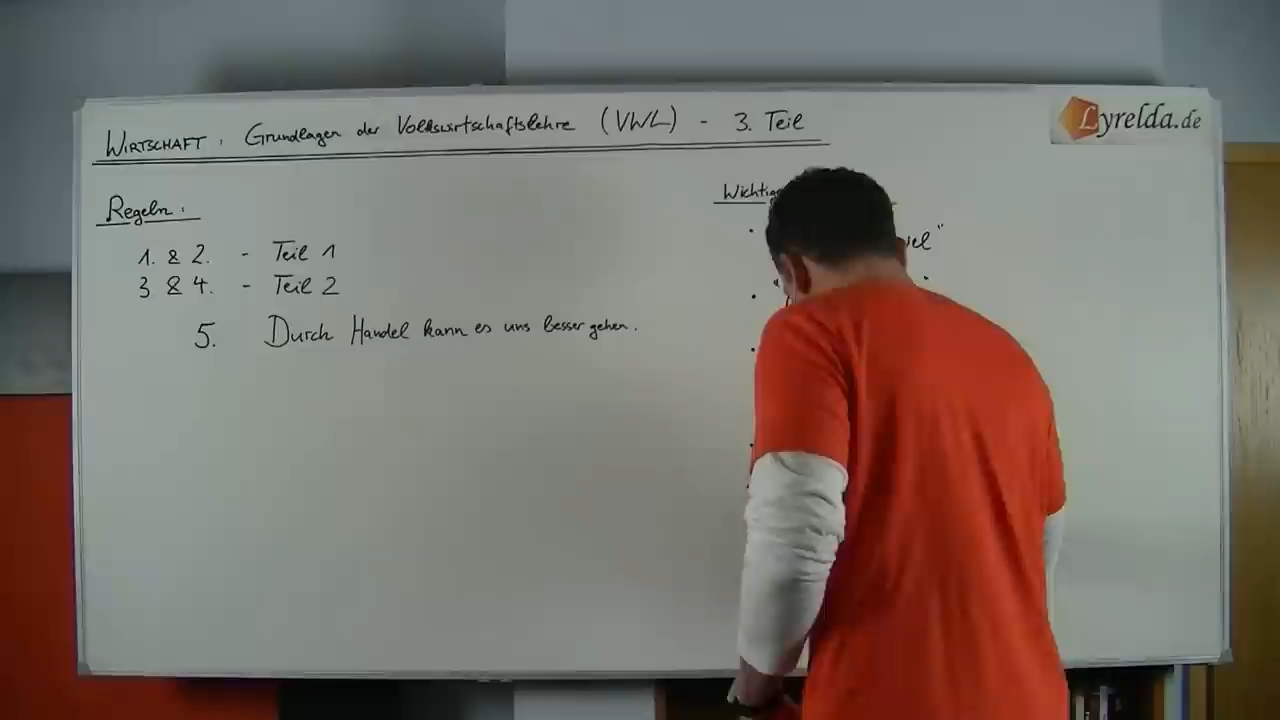 WIRTSCHAFT: Grundlagen der Volkswirtschaftslehre (VWL) - 3. Teil
Lyrelda.de
Regeln:
1. & 2. - Teil 1
3 & 4. - Teil 2
5. Durch Handel kann es uns besser gehen.